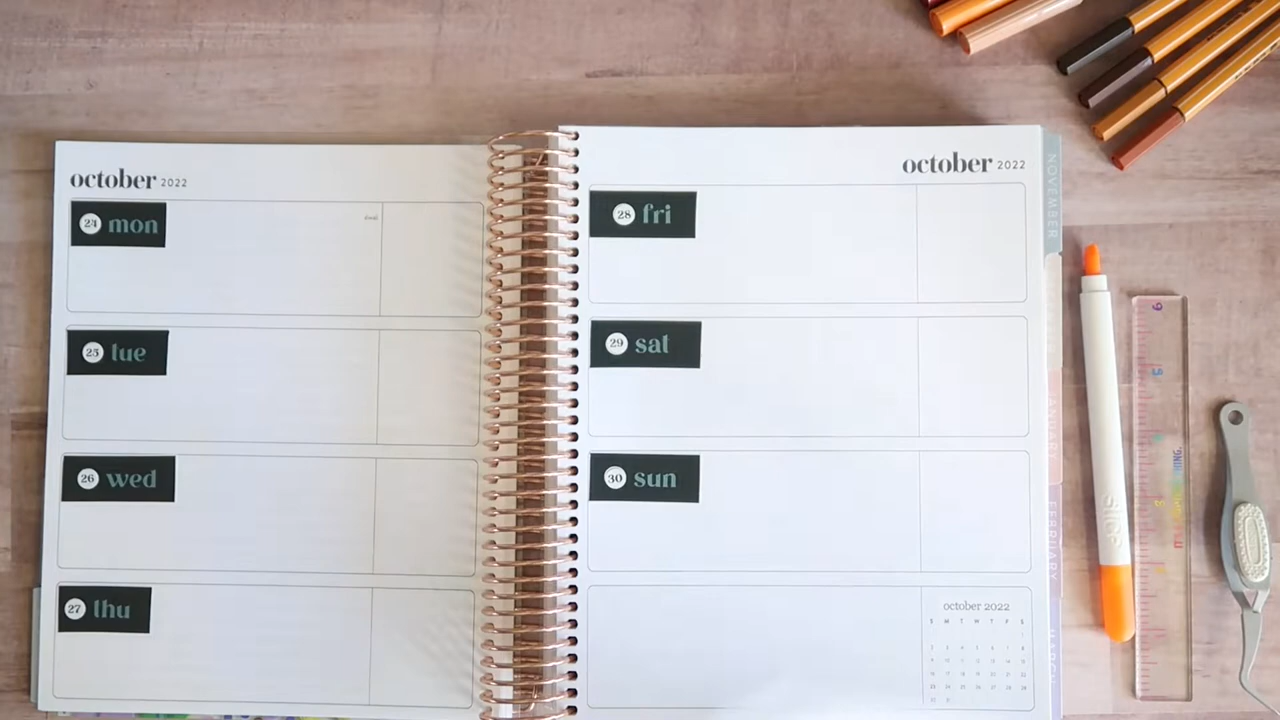 october 2022
24 mon
25 tue
26 wed
27 thu
october 2022
28 fri
29 sat
30 sun
october 2022
S M T W T F S
NOVEMBER
JANUARY
FEBRUARY
MARCH